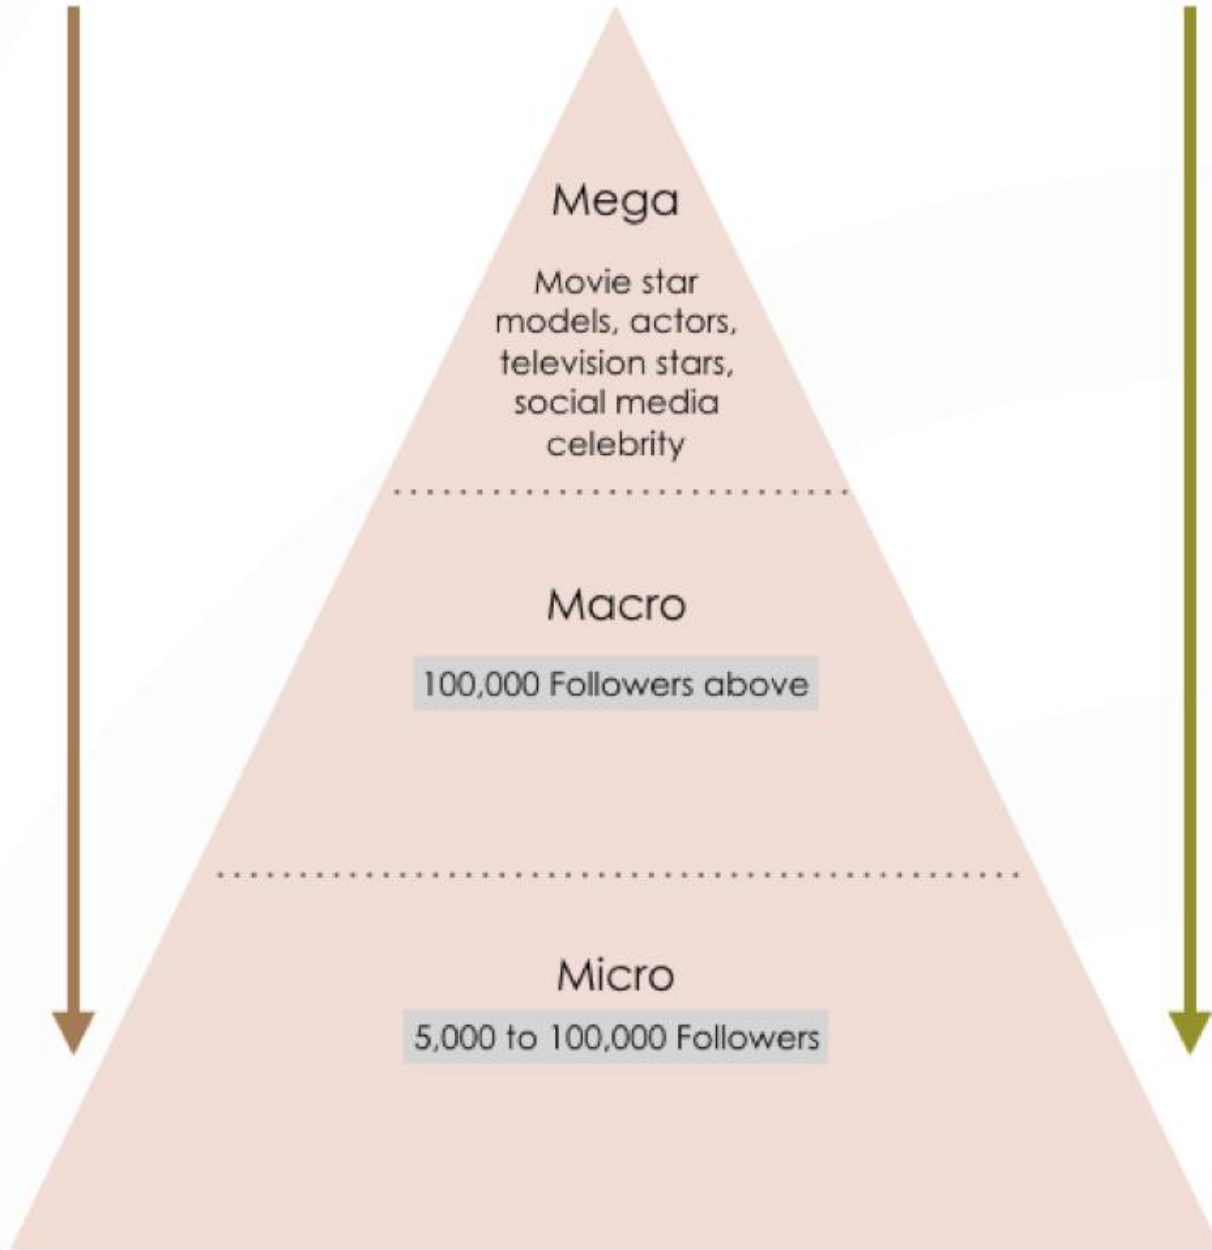 Mega
Movie star
models, actors,
television stars,
social media
celebrity
Macro
100,000 Followers above
Micro
5,000 to 100,000 Followers